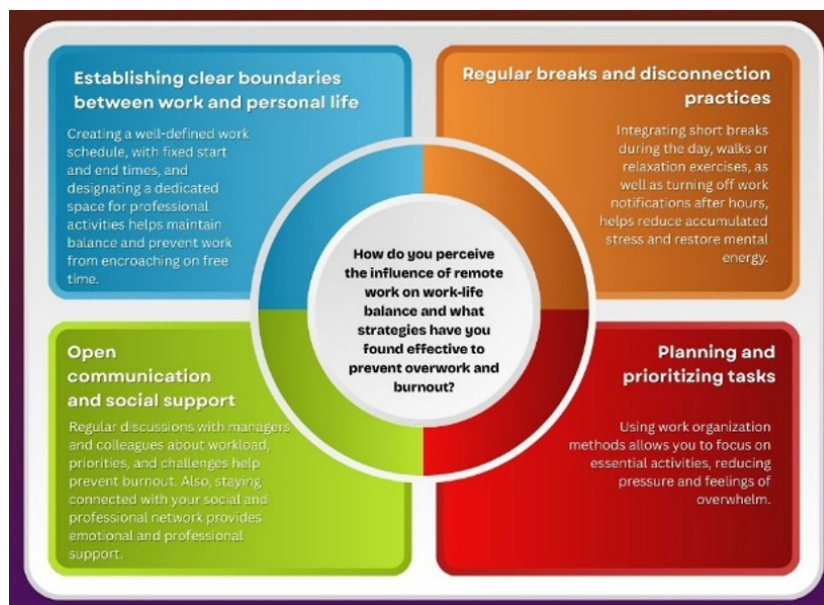 Establishing clear boundaries
between work and personal life
Creating a well-defined work
schedule, with fixed start
and end times, and
designating a dedicated
space for professional
activities helps maintain
balance and prevent work
from encroaching on free
time.
Regular breaks and disconnection
practices
Integrating short breaks
during the day, walks or
relaxation exercises, as
well as turning off work
notifications after hours,
helps reduce accumulated
stress and restore mental
energy.
How do you perceive
the influence of remote
work on work-life
balance and what
strategies have you
found effective to
prevent overwork and
burnout?
Open
communication
and social support
Regular discussions with managers
and colleagues about workload,
priorities, and challenges help
prevent burnout. Also, staying
connected with your social and
professional network provides
emotional and professional
support.
Planning and
prioritizing tasks
Using work organization
methods allows you to focus on
essential activities, reducing
pressure and feelings of
overwhelm.